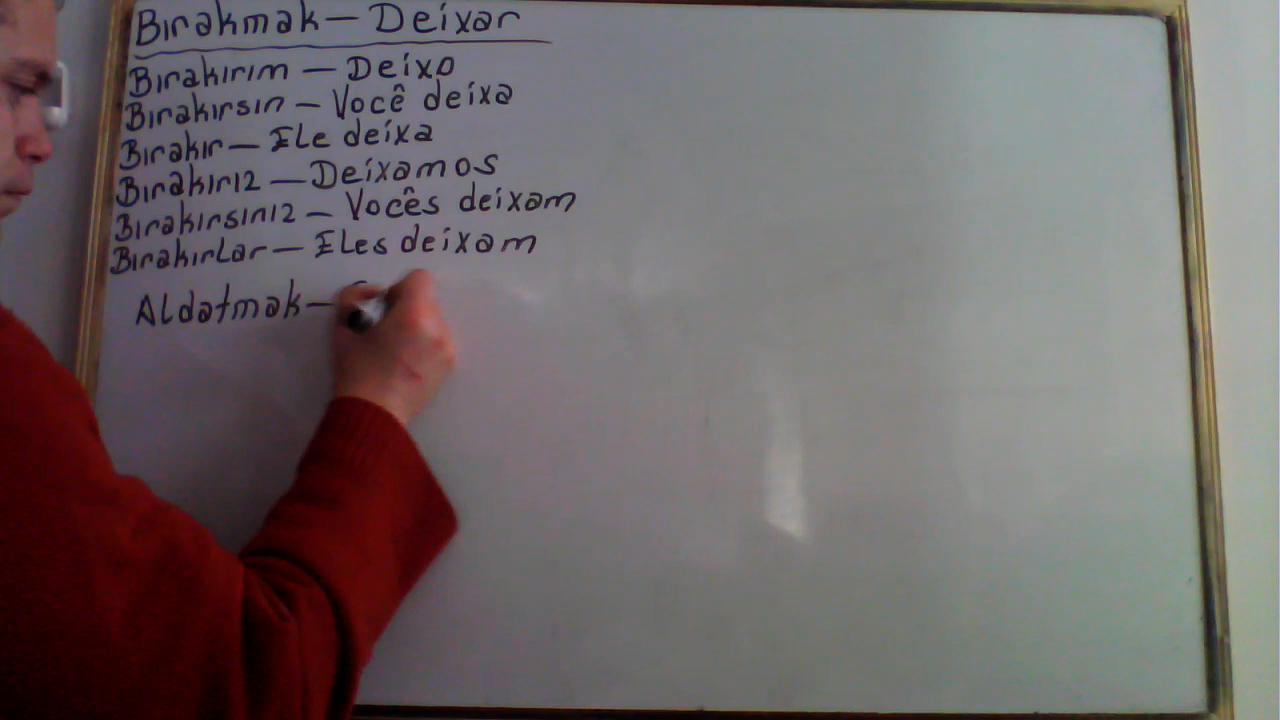 Bırakmak — Deixar
Bırakırım — Deixo
Bırakırsın — Você deixa
Bırakır — Ele deixa
Bırakırız — Deixamos
Bırakırsınız — Vocês deixam
Bırakırlar — Eles deixam
Aldatmak —